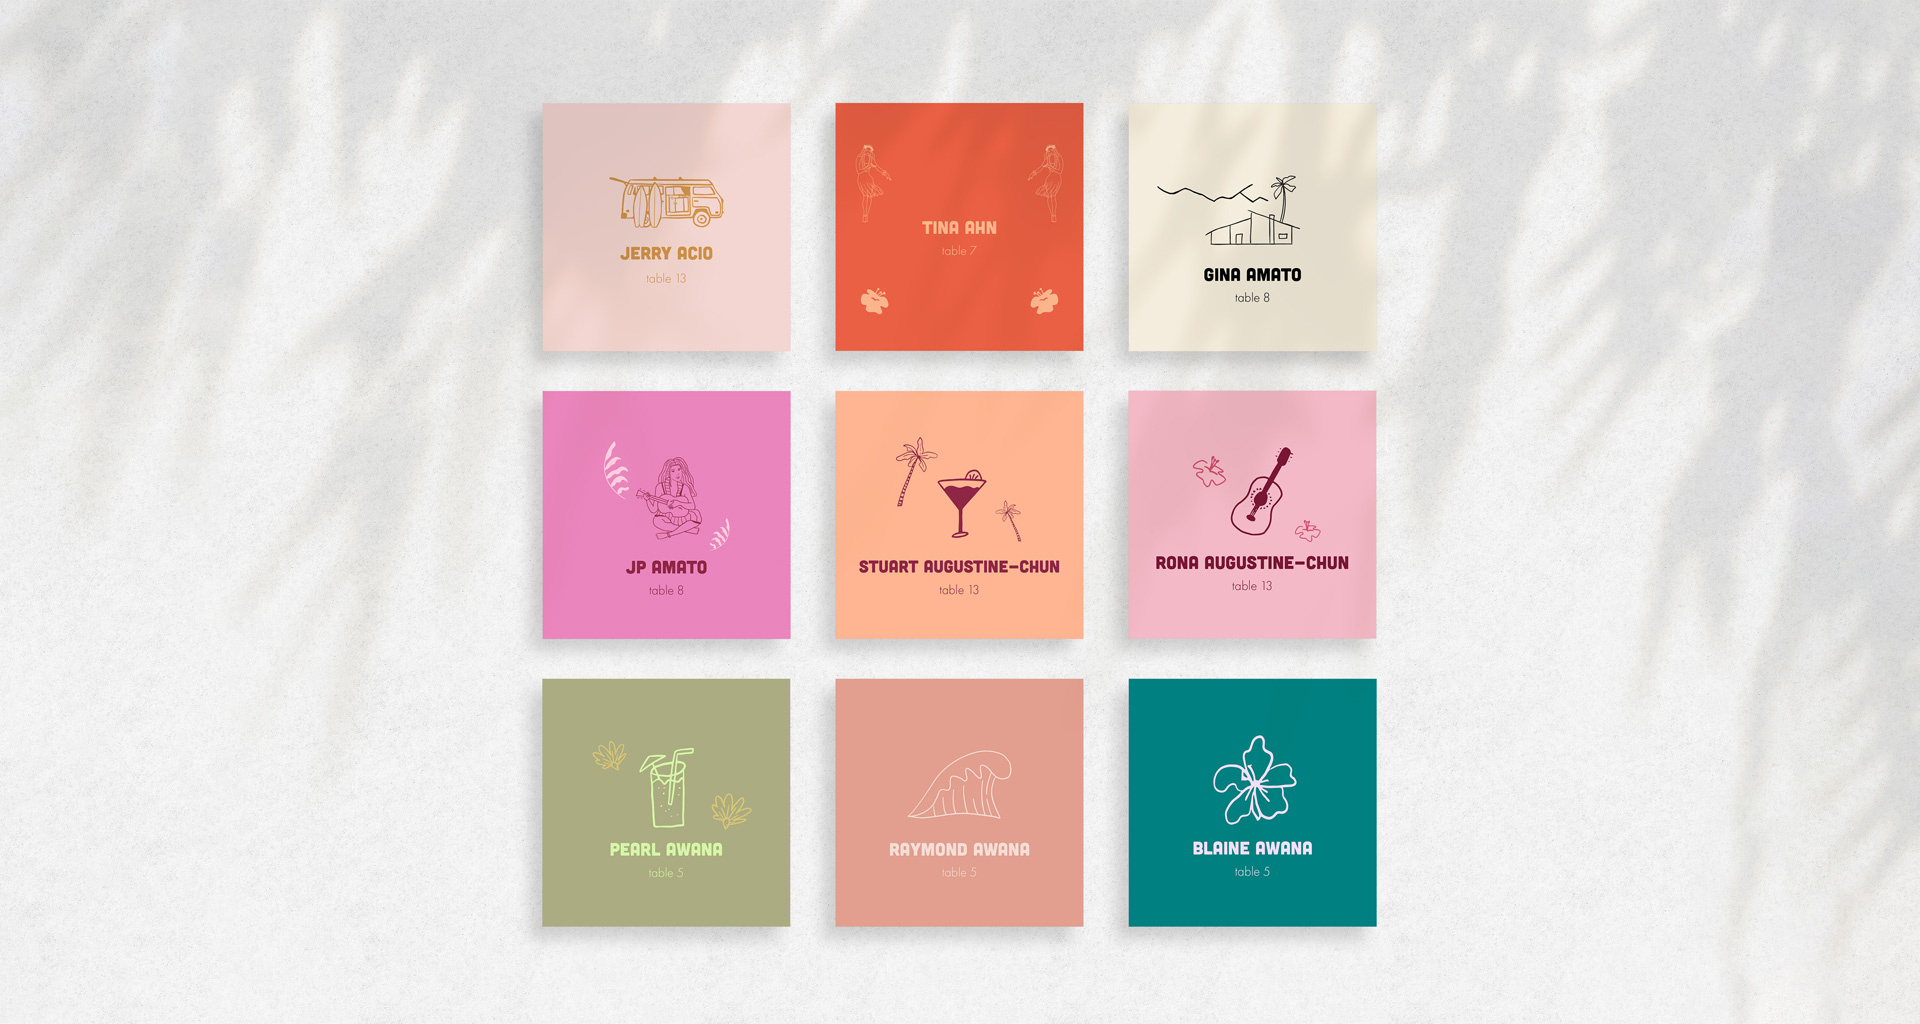 JERRY ACIO
table 13
TINA AHN
table 7
GINA AMATO
table 8
JP AMATO
table 8
STUART AUGUSTINE-CHUN
table 13
RONA AUGUSTINE-CHUN
table 13
PEARL AWANA
table 5
RAYMOND AWANA
table 5
BLAINE AWANA
table 5